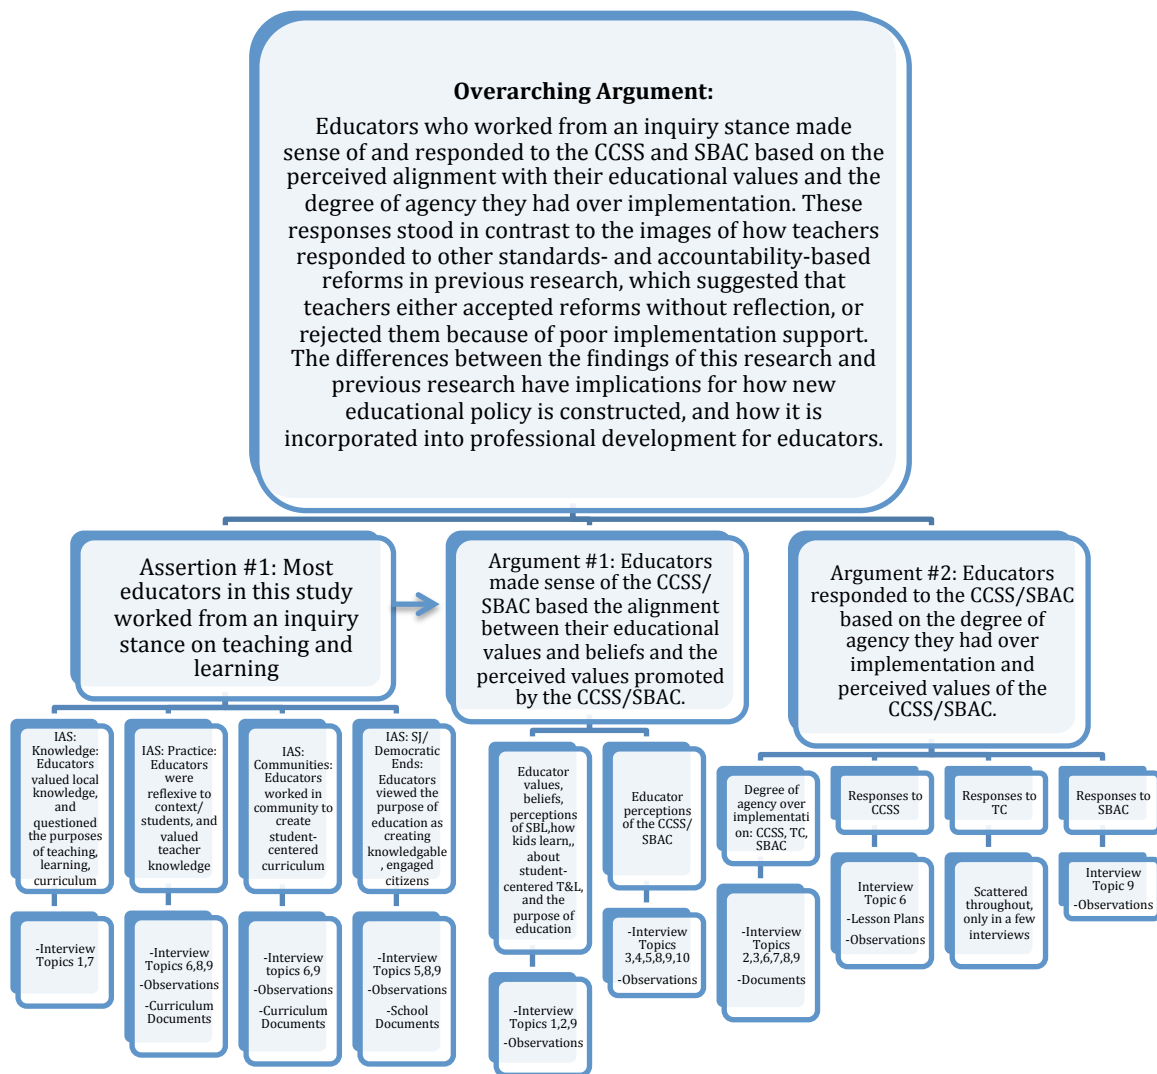 Overarching Argument:
Educators who worked from an inquiry stance made
sense of and responded to the CCSS and SBAC based on the
perceived alignment with their educational values and the
degree of agency they had over implementation. These
responses stood in contrast to the images of how teachers
responded to other standards- and accountability-based
reforms in previous research, which suggested that
teachers either accepted reforms without reflection, or
rejected them because of poor implementation support.
The differences between the findings of this research and
previous research have implications for how new
educational policy is constructed, and how it is
incorporated into professional development for educators.
Assertion #1: Most
educators in this study
worked from an inquiry
stance on teaching and
learning
Argument #1: Educators
made sense of the CCSS/
SBAC based the alignment
between their educational
values and beliefs and the
perceived values promoted
by the CCSS/SBAC.
Argument #2: Educators
responded to the CCSS/SBAC
based on the degree of
agency they had over
implementation and
perceived values of the
CCSS/SBAC.
IAS:
Knowledge:
Educators
valued local
knowledge,
and
questioned
the purposes
of teaching,
learning,
curriculum
IAS: Practice:
Educators
were
reflexive to
context/
students, and
valued
teacher
knowledge
IAS:
Communities:
Educators
worked in
community to
create
student-
centered
curriculum
IAS: SJ/
Democratic
Ends:
Educators
viewed the
purpose of
education as
creating
knowledgable
, engaged
citizens
Educator
values,
beliefs,
perceptions
of SBL,how
kids learn,,
about
student-
centered T&L,
and the
purpose of
education
Educator
perceptions
of the CCSS/
SBAC
Degree of
agency over
implementati
on: CCSS, TC,
SBAC
Responses to
CCSS
Responses to
TC
Responses to
SBAC
-Interview
Topics 1,7
-Interview
Topics 6,8,9
-Observations
-Curriculum
Documents
-Interview
topics 6,9
-Observations
-Curriculum
Documents
-Interview
Topics 5,8,9
-Observations
-School
Documents
-Interview
Topics 1,2,9
-Observations
-Interview
Topics
3,4,5,8,9,10
-Observations
-Interview
Topics
2,3,6,7,8,9
-Documents
Interview
Topic 6
-Lesson Plans
-Observations
Scattered
throughout,
only in a few
interviews
Interview
Topic 9
-Observations